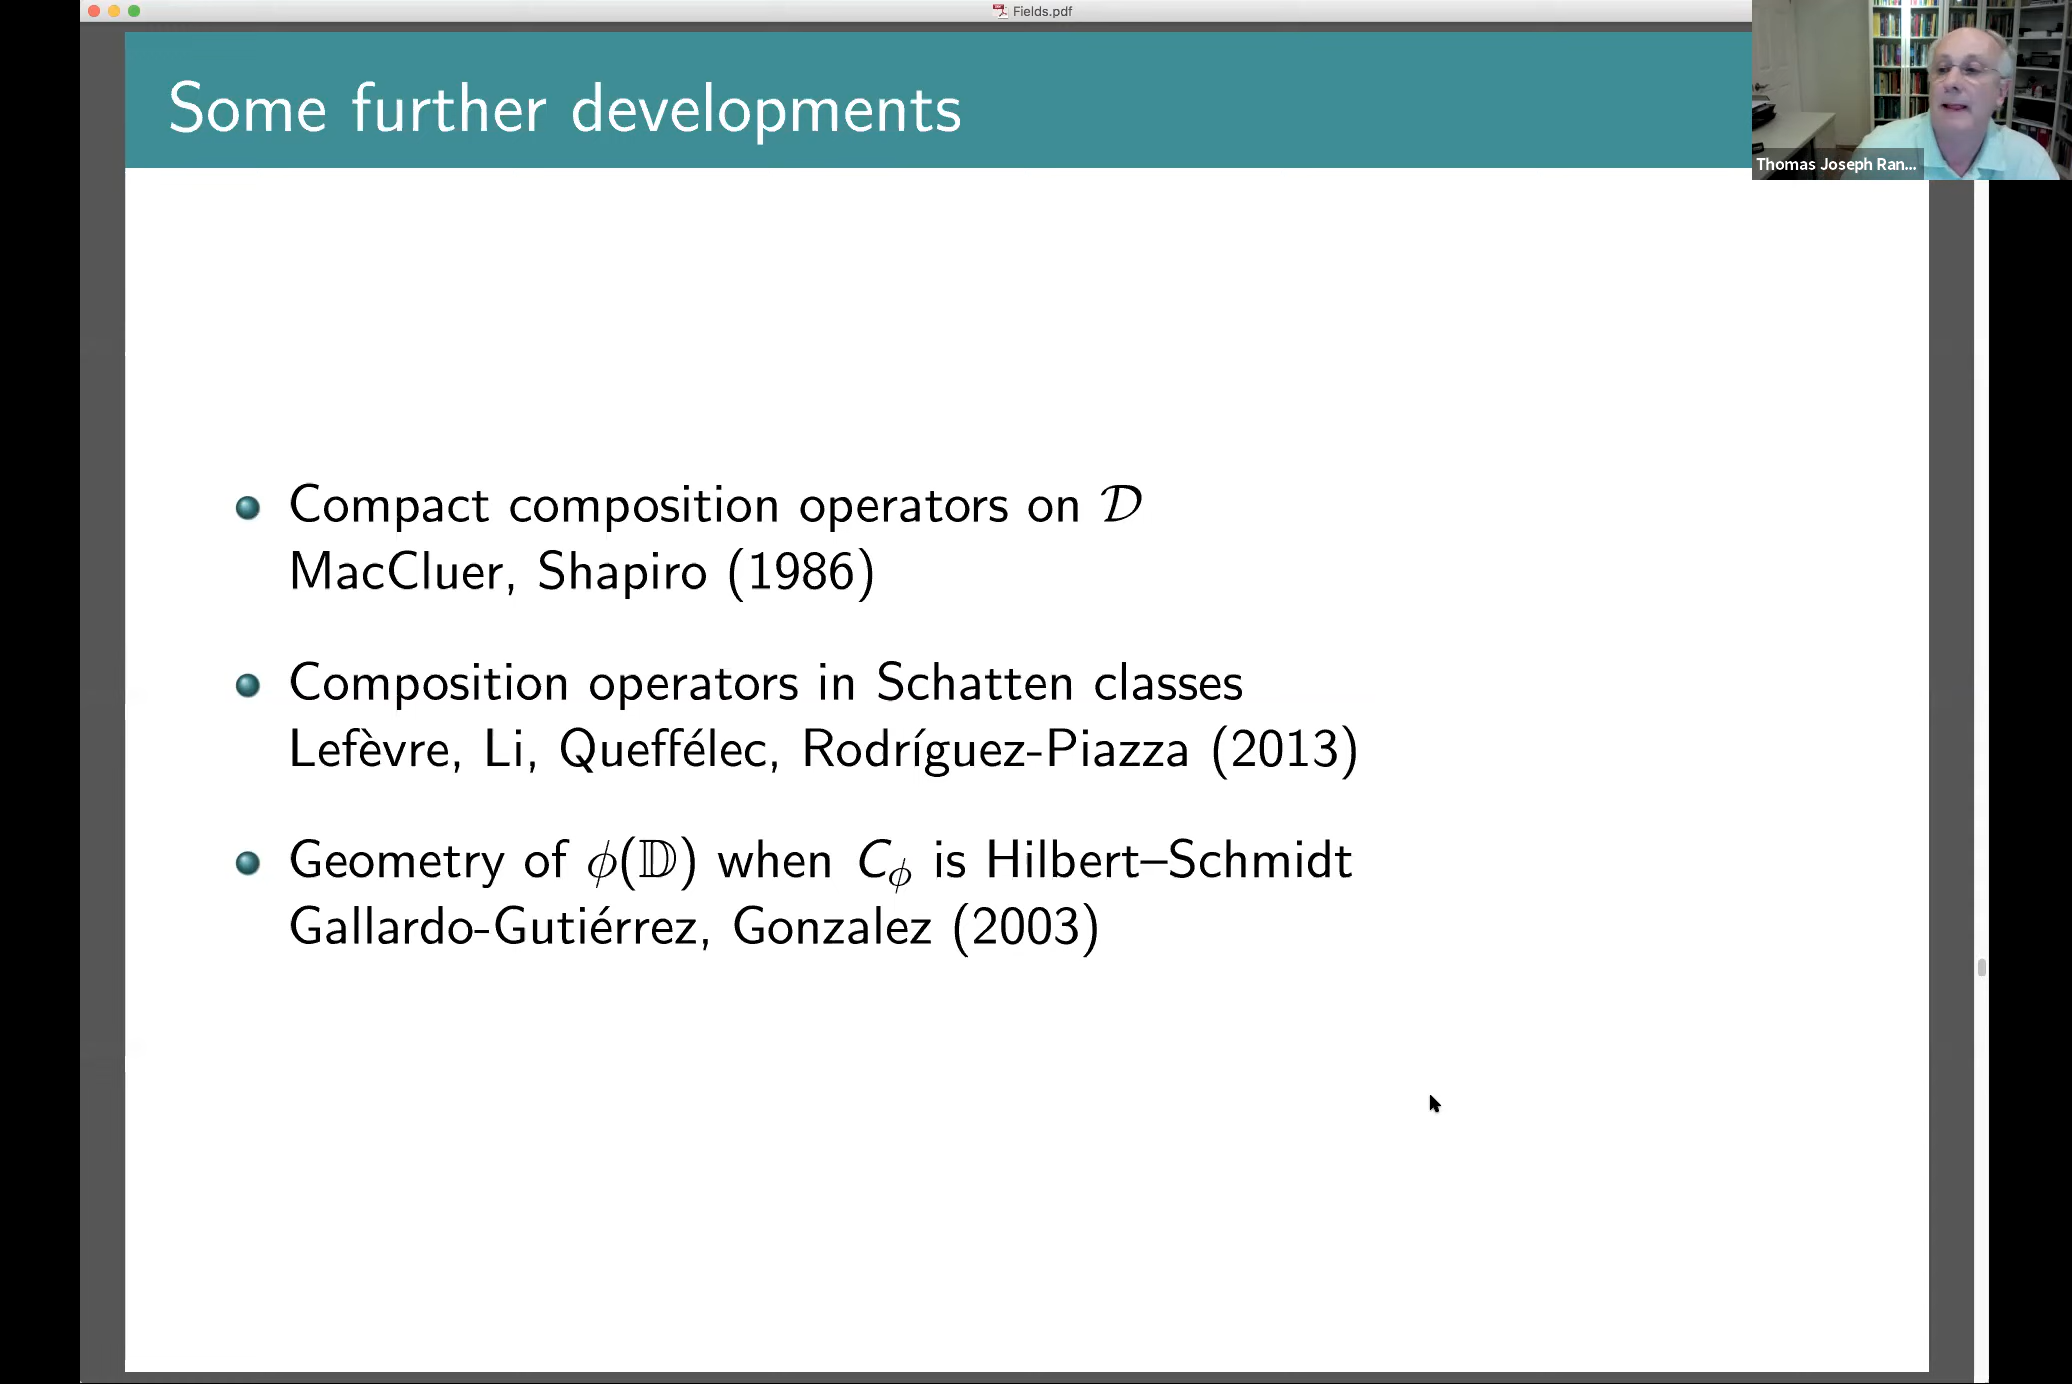 Fields.pdf
Some further developments
Thomas Joseph Ran...
Compact composition operators on 𝒟
MacCluer, Shapiro (1986)
Composition operators in Schatten classes
Lefèvre, Li, Queffélec, Rodríguez-Piazza (2013)
Geometry of ϕ(𝔻) when C_ϕ is Hilbert–Schmidt
Gallardo-Gutiérrez, Gonzalez (2003)